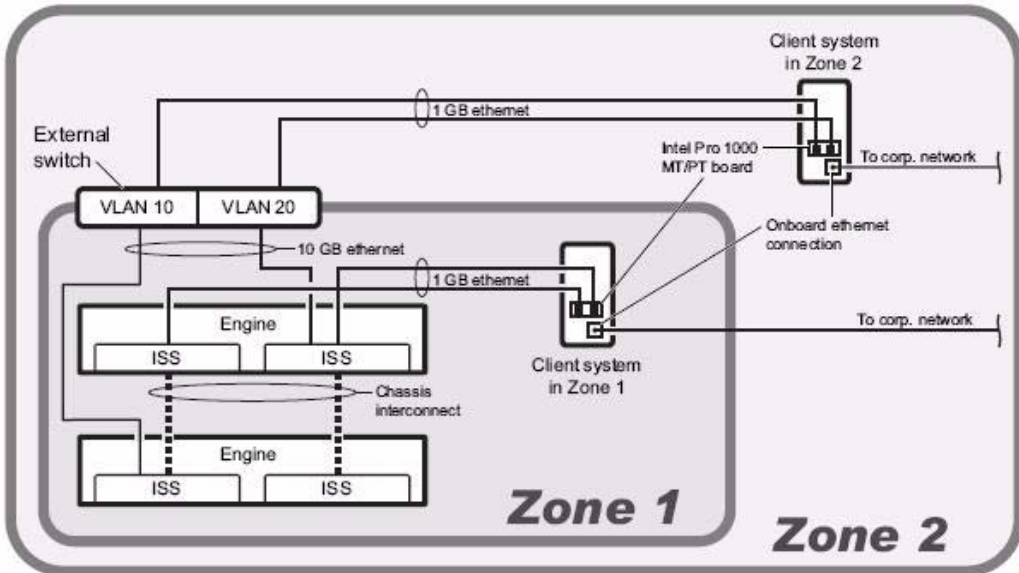 Client system
in Zone 2
1 GB ethernet
External
switch
Intel Pro 1000
MT/PT board
To corp. network
VLAN 10
VLAN 20
Onboard ethernet
connection
10 GB ethernet
1 GB ethernet
Engine
ISS
ISS
To corp. network
Client system
in Zone 1
Chassis
interconnect
Engine
ISS
ISS
Zone 1
Zone 2